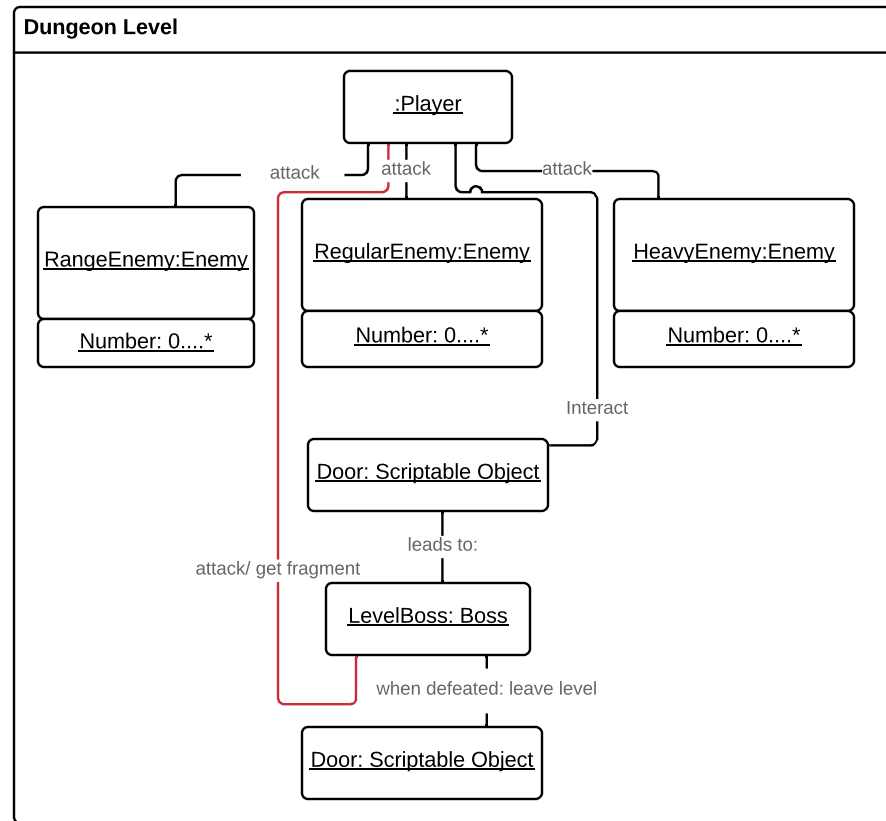 Dungeon Level
:Player
attack
attack
attack
RangeEnemy:Enemy
RegularEnemy:Enemy
HeavyEnemy:Enemy
Number: 0....*
Number: 0....*
Number: 0....*
Interact
Door: Scriptable Object
leads to:
attack/ get fragment
LevelBoss: Boss
when defeated: leave level
Door: Scriptable Object